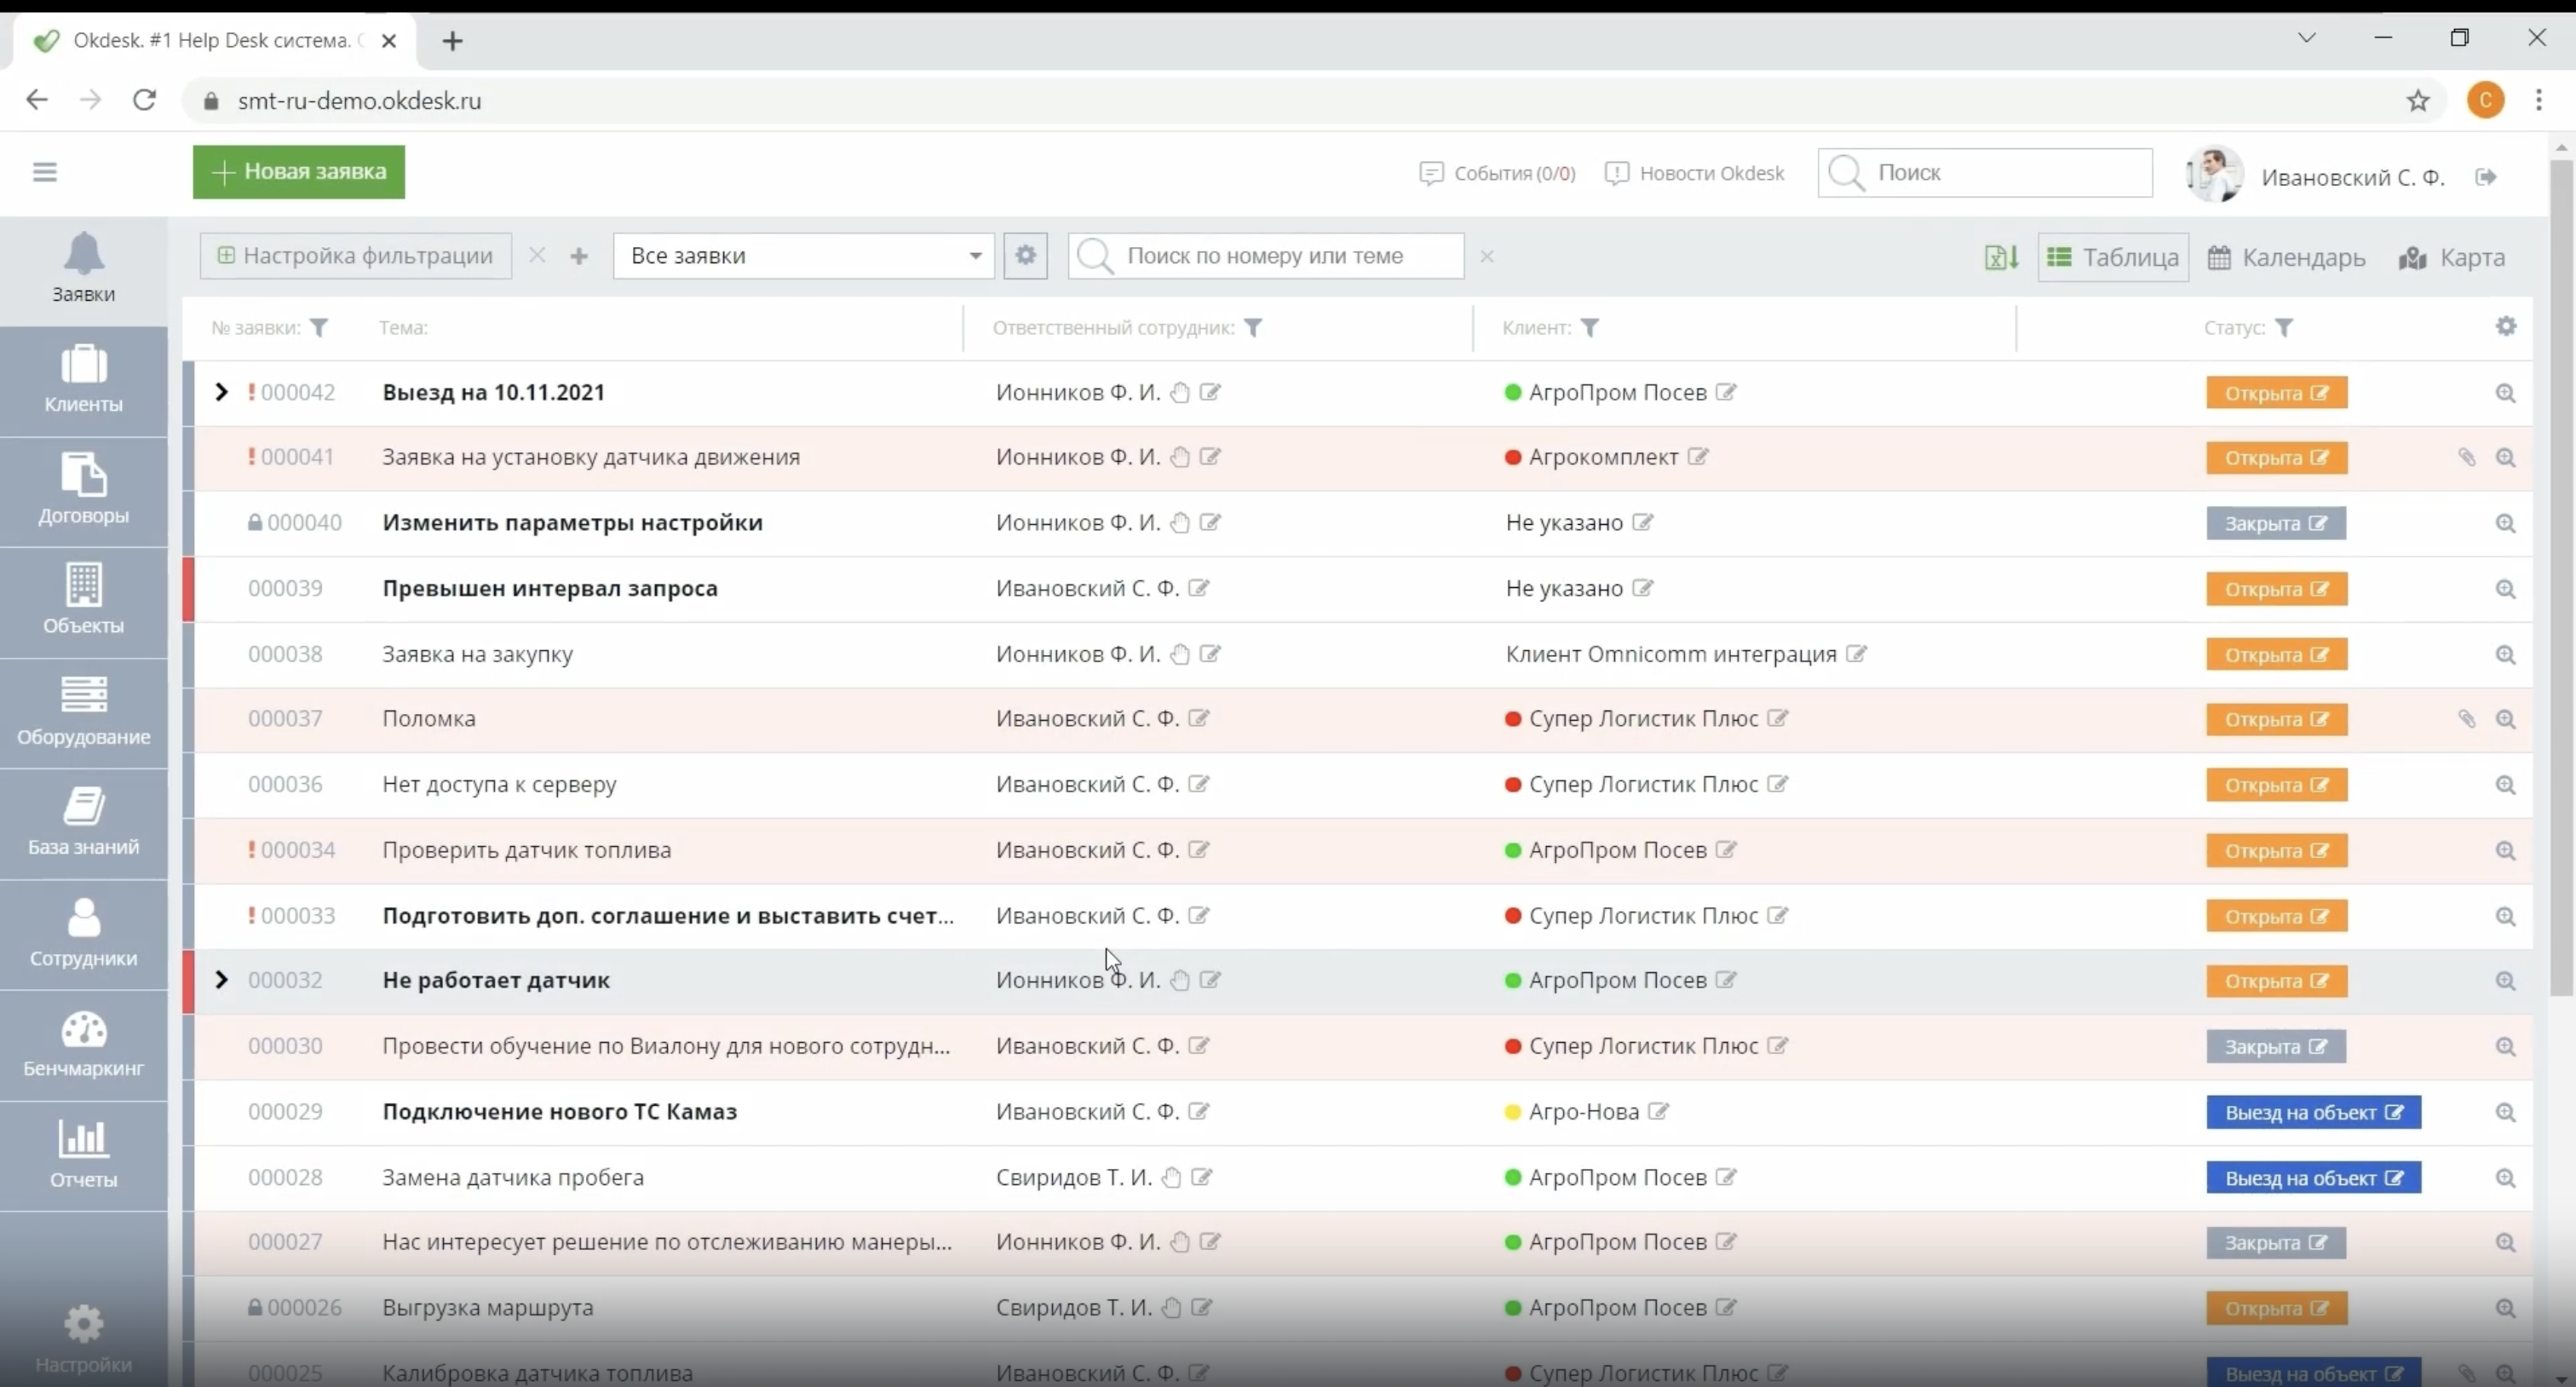 Okdesk. #1 Help Desk система.
smt-ru-demo.okdesk.ru
Новая заявка
События (0/0)
Новости Okdesk
Поиск
Ивановский С. Ф.
Заявки
Клиенты
Договоры
Объекты
Оборудование
База знаний
Сотрудники
Бенчмаркинг
Отчеты
Настройки
Настройка фильтрации
Все заявки
Поиск по номеру или теме
Таблица
Календарь
Карта
№ заявки: Тема: Ответственный сотрудник: Клиент: Статус:
! 000042 Выезд на 10.11.2021 Ионников Ф. И. АгроПром Посев Открыта
! 000041 Заявка на установку датчика движения Ионников Ф. И. Агрокомплект Открыта
000040 Изменить параметры настройки Ионников Ф. И. Не указано Закрыта
000039 Превышен интервал запроса Ивановский С. Ф. Не указано Открыта
000038 Заявка на закупку Ионников Ф. И. Клиент Omnicomm интеграция Открыта
000037 Поломка Ивановский С. Ф. Супер Логистик Плюс Открыта
000036 Нет доступа к серверу Ивановский С. Ф. Супер Логистик Плюс Открыта
! 000034 Проверить датчик топлива Ивановский С. Ф. АгроПром Посев Открыта
! 000033 Подготовить доп. соглашение и выставить счет... Ивановский С. Ф. Супер Логистик Плюс Открыта
000032 Не работает датчик Ионников Ф. И. АгроПром Посев Открыта
000030 Провести обучение по Виалону для нового сотрудн... Ивановский С. Ф. Супер Логистик Плюс Закрыта
000029 Подключение нового ТС Камаз Ивановский С. Ф. Агро-Нова Выезд на объект
000028 Замена датчика пробега Свиридов Т. И. АгроПром Посев Выезд на объект
000027 Нас интересует решение по отслеживанию манеры... Ионников Ф. И. АгроПром Посев Закрыта
000026 Выгрузка маршрута Свиридов Т. И. АгроПром Посев Открыта
000025 Калибровка датчика топлива Ивановский С. Ф. Супер Логистик Плюс Выезд на объект
C